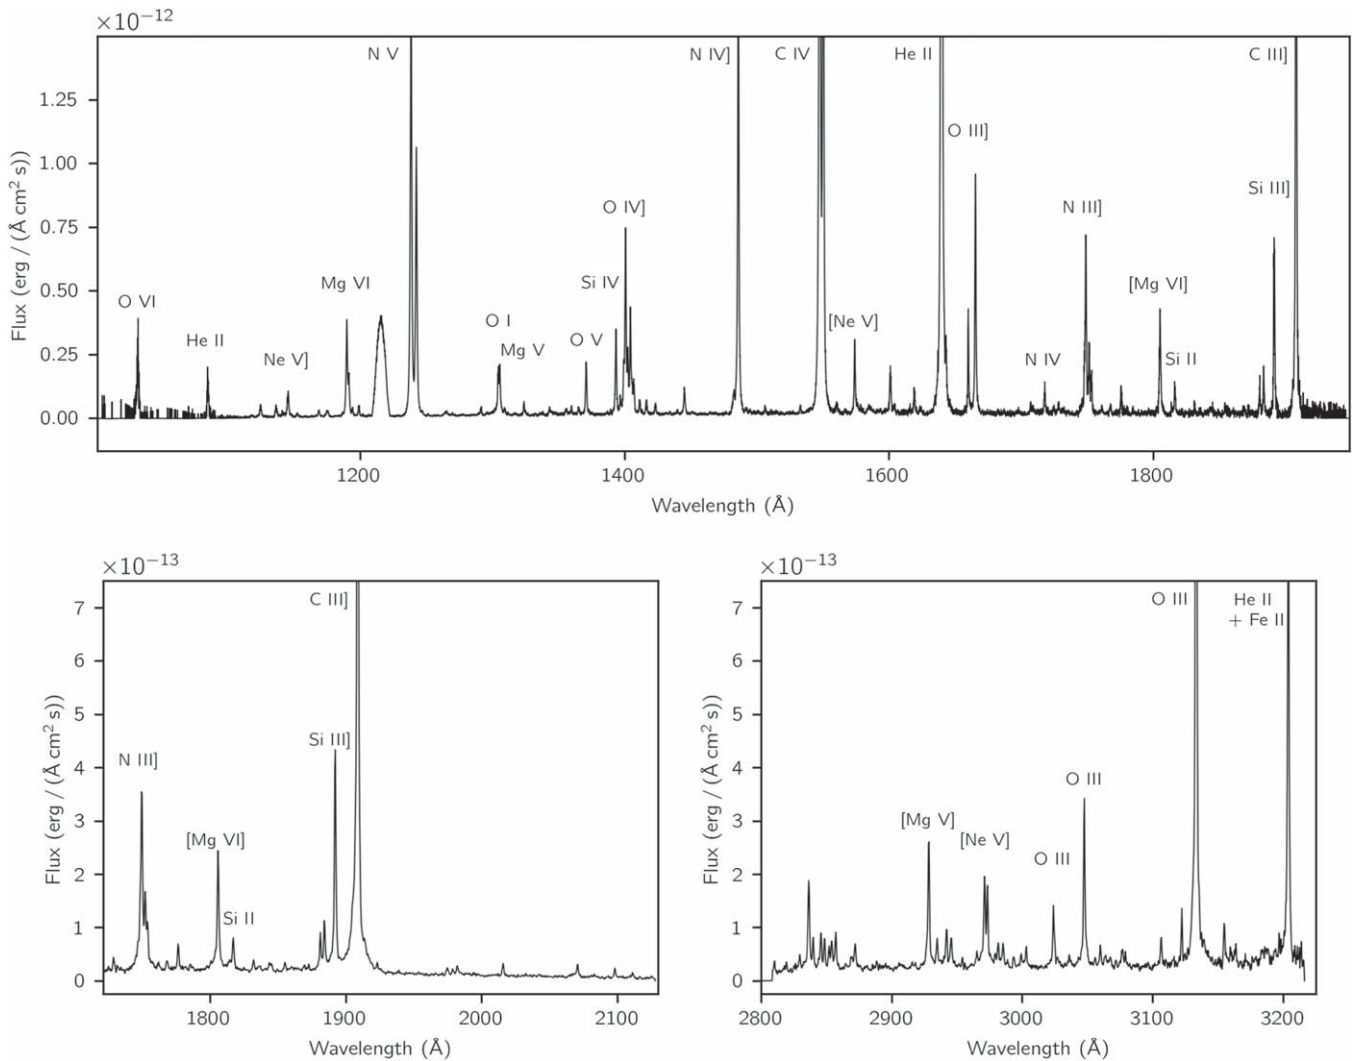 ×10−12
N V
N IV]
C IV
He II
C III]
1.25
O III]
1.00
Si III]
0.75
O IV]
N III]
Mg VI
Si IV
[Mg VI]
0.50
O VI
O I
[Ne V]
He II
O V
Ne V]
Mg V
N IV
Si II
0.25
0.00
Flux (erg / (Å cm² s))
1200
1400
1600
1800
Wavelength (Å)
×10−13
C III]
7
6
5
Si III]
N III]
4
3
[Mg VI]
2
Si II
1
0
Flux (erg / (Å cm² s))
1800
1900
2000
2100
Wavelength (Å)
×10−13
O III
He II
+ Fe II
7
6
5
4
O III
3
[Mg V]
[Ne V]
O III
2
1
0
Flux (erg / (Å cm² s))
2800
2900
3000
3100
3200
Wavelength (Å)